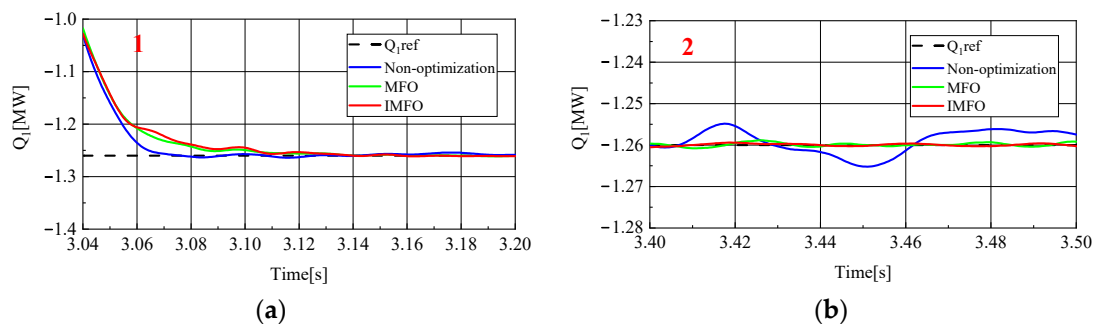 1
Q₁ref
Non-optimization
MFO
IMFO
Q₁[MW]
−1.0
−1.1
−1.2
−1.3
−1.4
3.04 3.06 3.08 3.10 3.12 3.14 3.16 3.18 3.20
Time[s]
(a)
2
Q₁ref
Non-optimization
MFO
IMFO
Q₁[MW]
−1.23
−1.24
−1.25
−1.26
−1.26
−1.27
−1.28
3.40 3.42 3.44 3.46 3.48 3.50
Time[s]
(b)